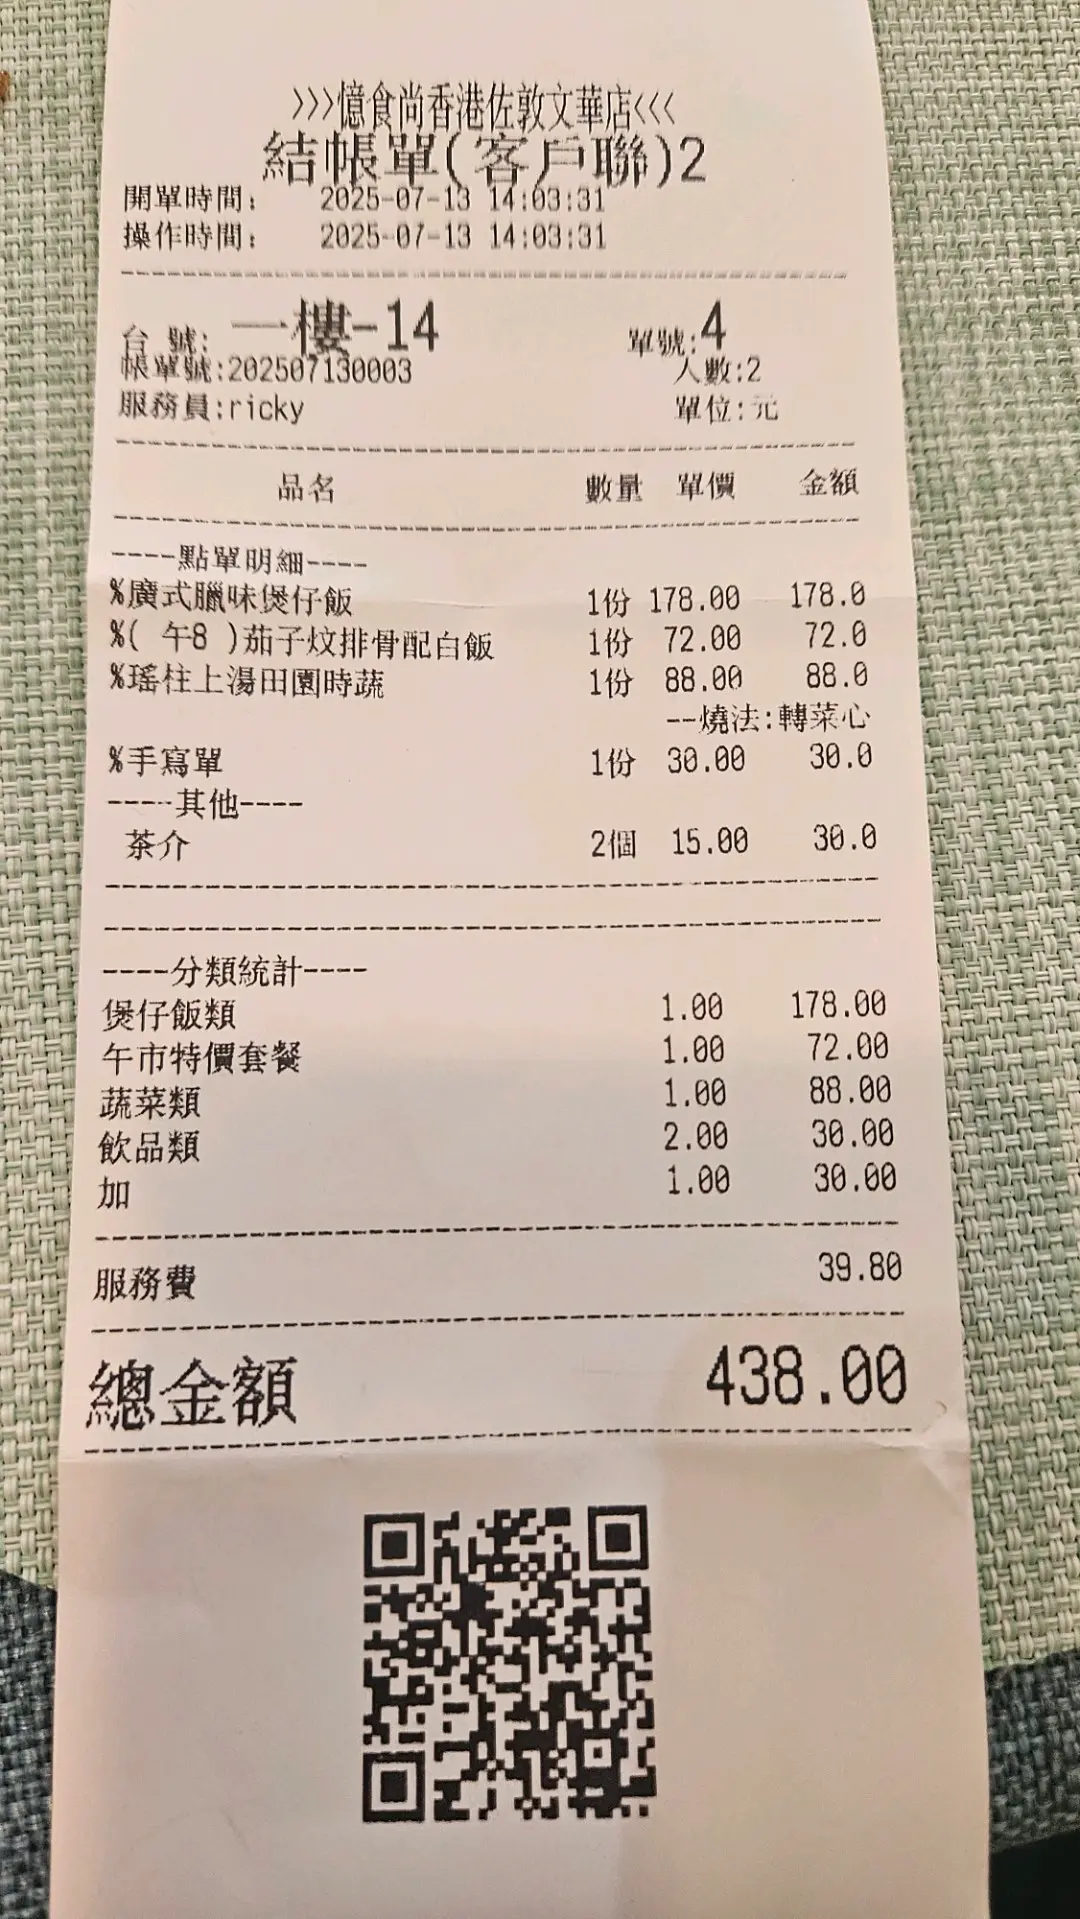 >>>憶食尚香港佐敦文華店<<<
結帳單(客戶聯)2
開單時間: 2025-07-13 14:03:31
操作時間: 2025-07-13 14:03:31
台 號: 一樓-14 單號:4
帳單號:202507130003 人數:2
服務員:ricky 單位:元
品名 數量 單價 金額
----點單明細----
%廣式臘味煲仔飯 1份 178.00 178.0
%( 午8 )茄子炆排骨配白飯 1份 72.00 72.0
%瑤柱上湯田園時蔬 1份 88.00 88.0
--燒法:轉菜心
%手寫單 1份 30.00 30.0
----其他----
茶介 2個 15.00 30.0
----分類統計----
煲仔飯類 1.00 178.00
午市特價套餐 1.00 72.00
蔬菜類 1.00 88.00
飲品類 2.00 30.00
加 1.00 30.00
服務費 39.80
總金額 438.00